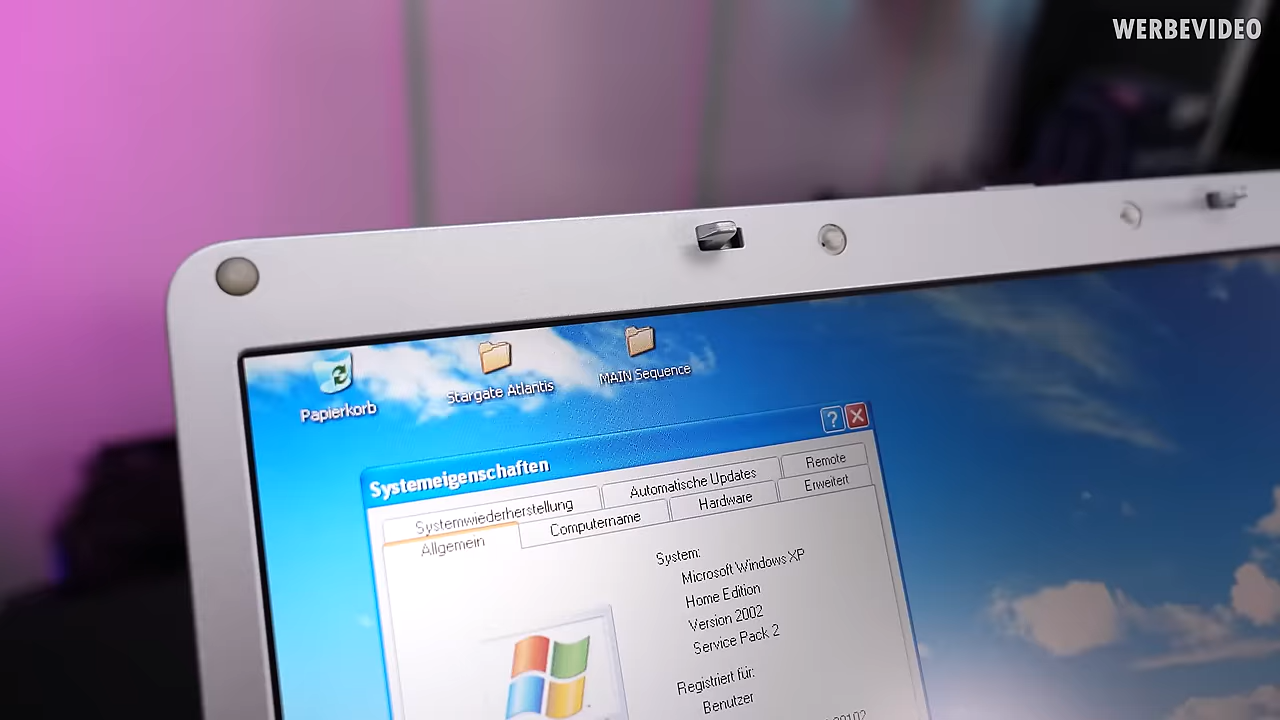 WERBEVIDEO
Papierkorb
Stargate Atlantis
MAIN Sequence
Systemeigenschaften
Systemwiederherstellung
Automatische Updates
Remote
Allgemein
Computername
Hardware
Erweitert
System:
Microsoft Windows XP
Home Edition
Version 2002
Service Pack 2
Registriert für:
Benutzer